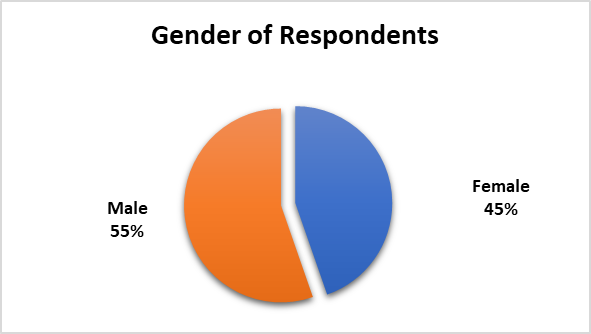 Gender of Respondents
Male
55%
Female
45%